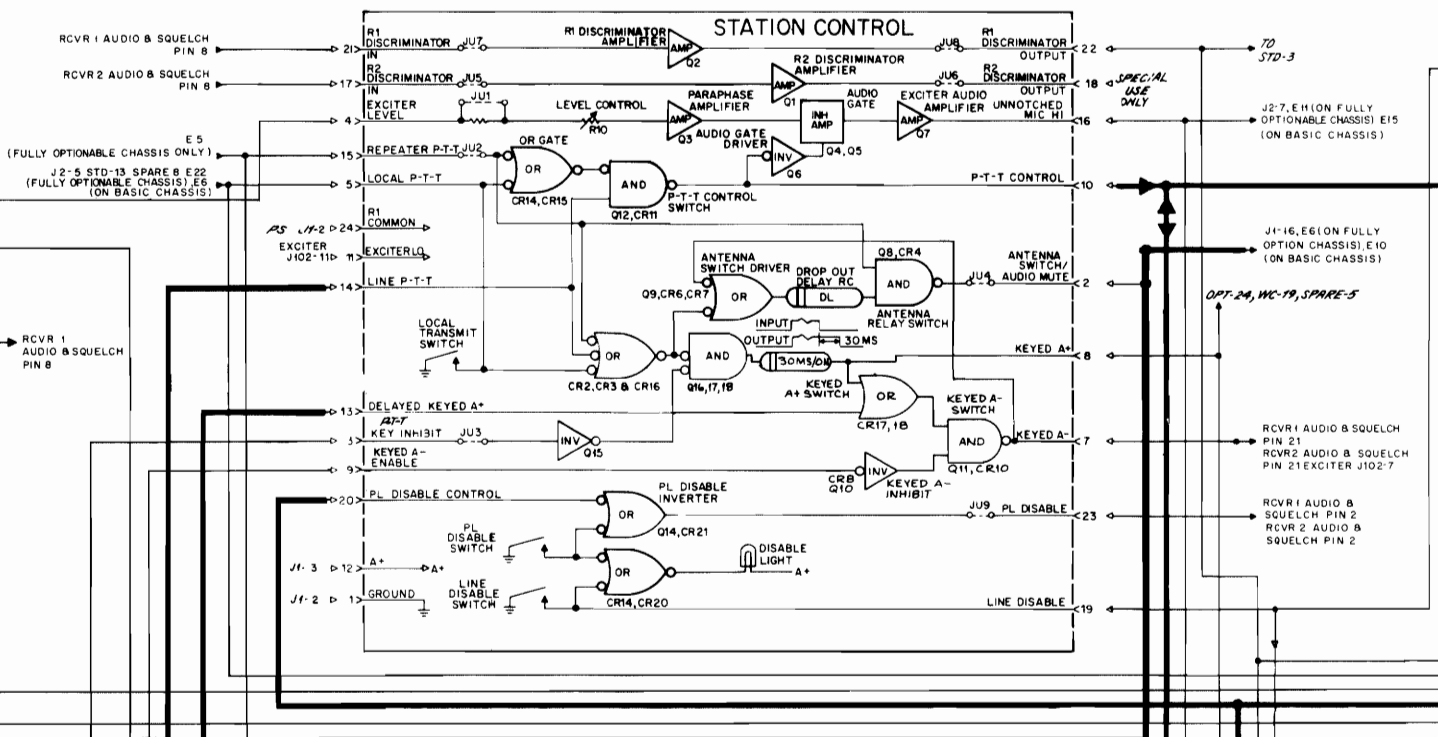 STATION CONTROL
RCVR 1 AUDIO & SQUELCH
PIN 8
RCVR 2 AUDIO & SQUELCH
PIN 8
E5
(FULLY OPTIONABLE CHASSIS ONLY)
J2-5 STD-13 SPARE 8 E22
(FULLY OPTIONABLE CHASSIS), E6
(ON BASIC CHASSIS)
PS J1-2
EXCITER
J102-11
RCVR 1
AUDIO & SQUELCH
PIN 8
J1-3
J1-2
21
R1
DISCRIMINATOR
IN
JU7
R1 DISCRIMINATOR
AMPLIFIER
AMP
Q2
JU8
R1
DISCRIMINATOR
OUTPUT
22
17
R2
DISCRIMINATOR
IN
JU5
R2 DISCRIMINATOR
AMPLIFIER
AMP
Q1
JU6
R2
DISCRIMINATOR
OUTPUT
18
4
EXCITER
LEVEL
JU1
LEVEL CONTROL
R10
PARAPHASE
AMPLIFIER
AMP
Q3
AUDIO
GATE
INH
AMP
Q4, Q5
EXCITER AUDIO
AMPLIFIER
AMP
Q7
UNNOTCHED
MIC HI
16
AUDIO GATE
DRIVER
INV
Q6
15
REPEATER P-T-T
JU2
OR GATE
OR
CR14, CR15
5
LOCAL P-T-T
AND
Q12, CR11
P-T-T CONTROL
SWITCH
P-T-T CONTROL
10
24
R1
COMMON
11
EXCITER LO
14
LINE P-T-T
ANTENNA
SWITCH DRIVER
Q9, CR6, CR7
OR
DROP OUT
DELAY RC
DL
Q8, CR4
AND
ANTENNA
RELAY SWITCH
JU4
ANTENNA
SWITCH/
AUDIO MUTE
2
LOCAL
TRANSMIT
SWITCH
OR
CR2, CR3 & CR16
AND
Q16, 17, 18
INPUT
OUTPUT
30 MS
30MS/0M
KEYED
A+ SWITCH
KEYED A+
8
OR
CR17, 18
13
DELAYED KEYED A+
P-T-T
3
KEY INHIBIT
JU3
INV
Q15
KEYED A-
SWITCH
AND
Q11, CR10
KEYED A-
7
9
KEYED A-
ENABLE
CR8
Q10
INV
KEYED A-
INHIBIT
20
PL DISABLE CONTROL
PL DISABLE
INVERTER
OR
Q14, CR21
JU9
PL DISABLE
23
PL
DISABLE
SWITCH
OR
CR14, CR20
DISABLE
LIGHT
A+
12
A+
A+
1
GROUND
LINE
DISABLE
SWITCH
LINE DISABLE
19
TO
STD-3
SPECIAL
USE
ONLY
J2-7, E11 (ON FULLY
OPTIONABLE CHASSIS) E15
(ON BASIC CHASSIS)
J1-16, E6 (ON FULLY
OPTION CHASSIS), E10
(ON BASIC CHASSIS)
OPT-24, WC-19, SPARE-5
RCVR 1 AUDIO & SQUELCH
PIN 21
RCVR2 AUDIO & SQUELCH
PIN 21 EXCITER J102-7
RCVR 1 AUDIO &
SQUELCH PIN 2
RCVR 2 AUDIO &
SQUELCH PIN 2